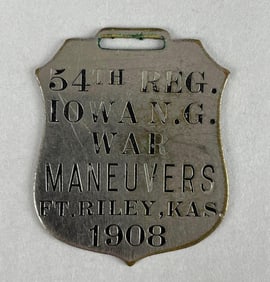 54TH REG.
IOWA N.G.
WAR
MANEUVERS
FT. RILEY, KAS.
1908